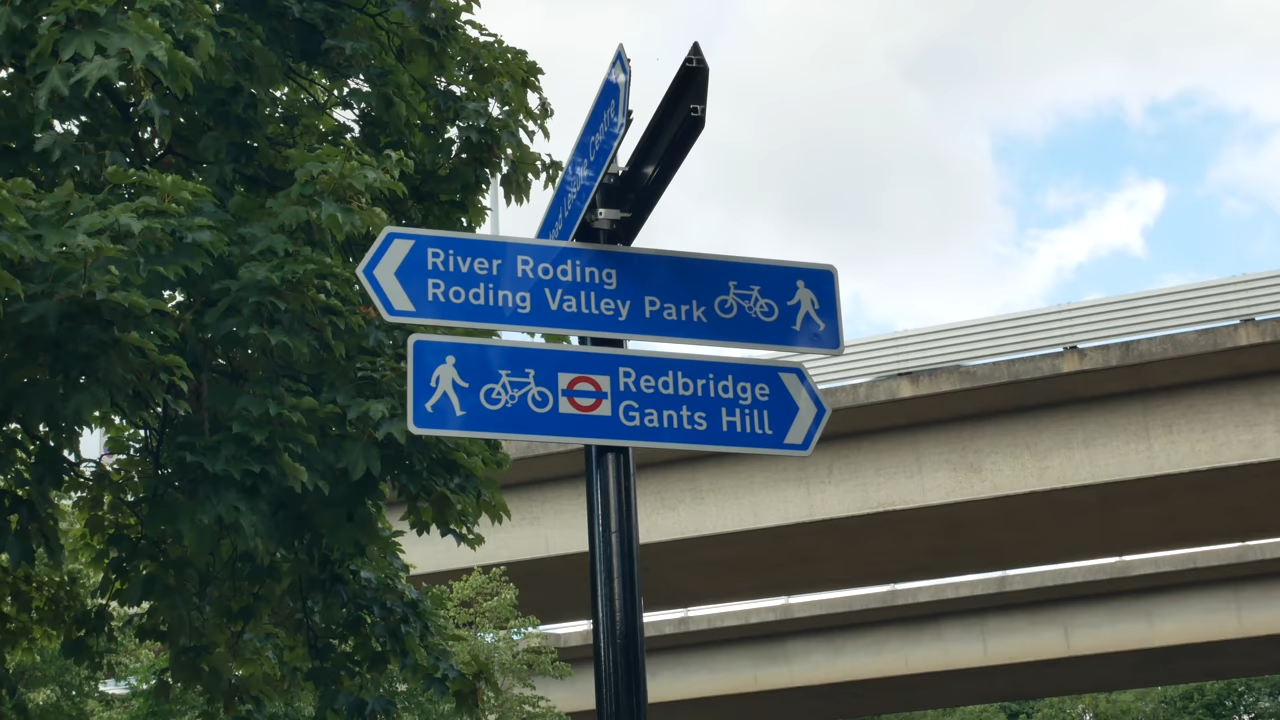 Leisure Centre
River Roding
Roding Valley Park
Redbridge
Gants Hill